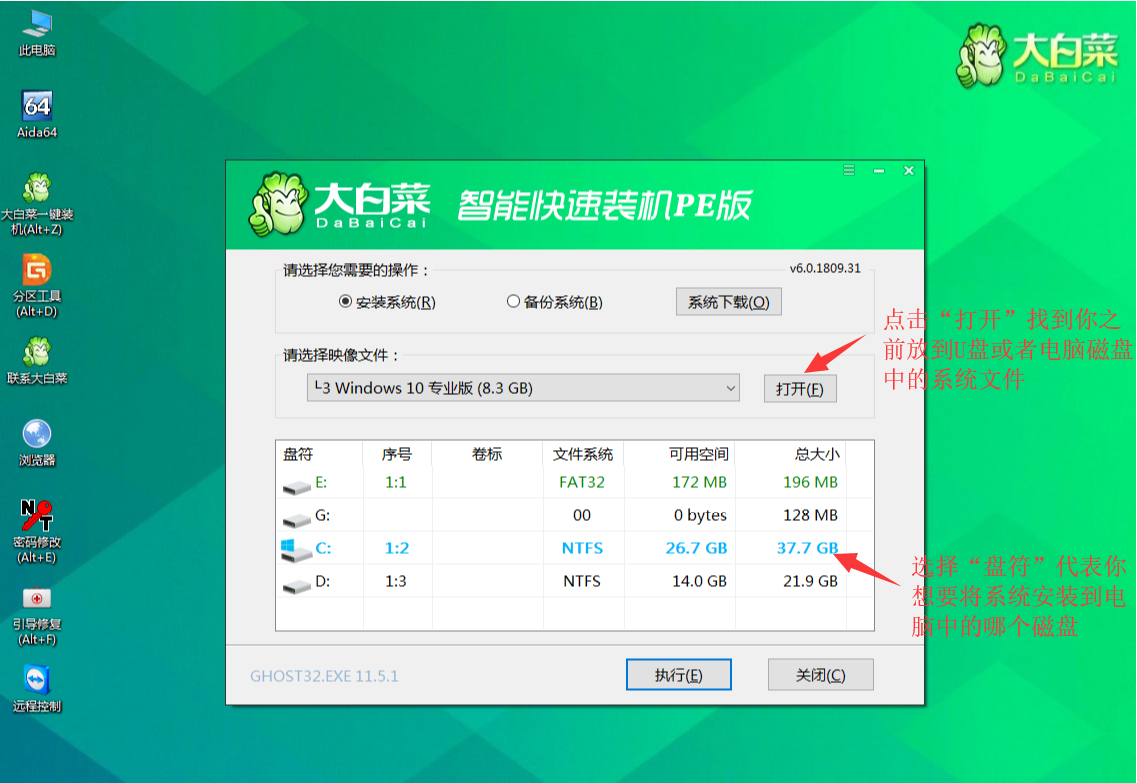 此电脑
64
Aida64
大白菜一键装
机(Alt+Z)
分区工具
(Alt+D)
联系大白菜
浏览器
NT
密码修改
(Alt+E)
引导修复
(Alt+F)
远程控制
大白菜
DaBaiCai
大白菜
DaBaiCai
智能快速装机PE版
请选择您需要的操作：
v6.0.1809.31
安装系统(R)
备份系统(B)
系统下载(O)
请选择映像文件：
└3 Windows 10 专业版 (8.3 GB)
打开(F)
点击“打开”找到你之
前放到U盘或者电脑磁盘
中的系统文件
盘符 序号 卷标 文件系统 可用空间 总大小
E: 1:1 FAT32 172 MB 196 MB
G: 00 0 bytes 128 MB
C: 1:2 NTFS 26.7 GB 37.7 GB
D: 1:3 NTFS 14.0 GB 21.9 GB
选择“盘符”代表你
想要将系统安装到电
脑中的哪个磁盘
GHOST32.EXE 11.5.1
执行(E)
关闭(C)